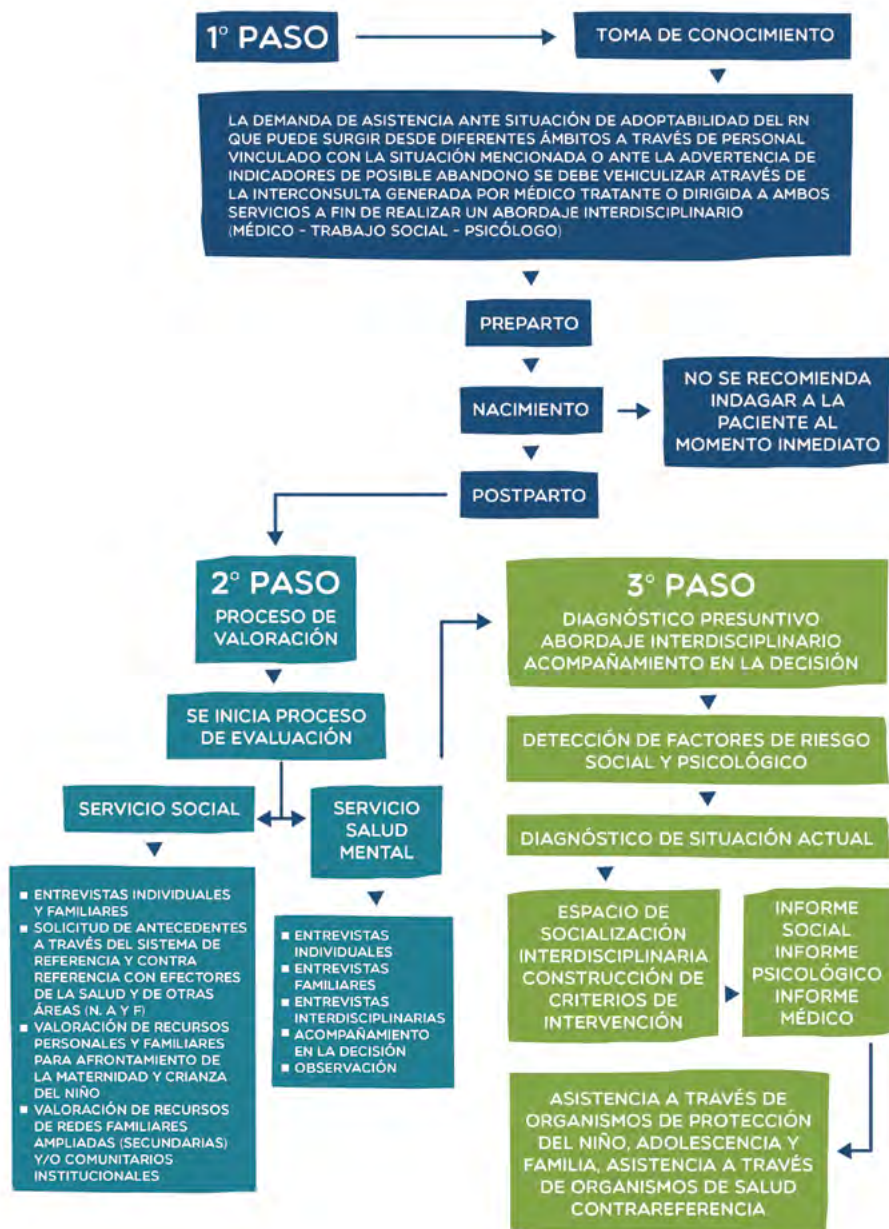 1° PASO
TOMA DE CONOCIMIENTO
LA DEMANDA DE ASISTENCIA ANTE SITUACIÓN DE ADOPTABILIDAD DEL RN
QUE PUEDE SURGIR DESDE DIFERENTES ÁMBITOS A TRAVÉS DE PERSONAL
VINCULADO CON LA SITUACIÓN MENCIONADA O ANTE LA ADVERTENCIA DE
INDICADORES DE POSIBLE ABANDONO SE DEBE VEHICULIZAR ATRAVÉS DE
LA INTERCONSULTA GENERADA POR MÉDICO TRATANTE O DIRIGIDA A AMBOS
SERVICIOS A FIN DE REALIZAR UN ABORDAJE INTERDISCIPLINARIO
(MÉDICO - TRABAJO SOCIAL - PSICÓLOGO)
PREPARTO
NACIMIENTO
NO SE RECOMIENDA
INDAGAR A LA
PACIENTE AL
MOMENTO INMEDIATO
POSTPARTO
2° PASO
PROCESO DE
VALORACIÓN
SE INICIA PROCESO
DE EVALUACIÓN
SERVICIO SOCIAL
SERVICIO
SALUD
MENTAL
■ ENTREVISTAS INDIVIDUALES
Y FAMILIARES
■ SOLICITUD DE ANTECEDENTES
A TRAVÉS DEL SISTEMA DE
REFERENCIA Y CONTRA
REFERENCIA CON EFECTORES
DE LA SALUD Y DE OTRAS
ÁREAS (N. A Y F)
■ VALORACIÓN DE RECURSOS
PERSONALES Y FAMILIARES
PARA AFRONTAMIENTO DE
LA MATERNIDAD Y CRIANZA
DEL NIÑO
■ VALORACIÓN DE RECURSOS
DE REDES FAMILIARES
AMPLIADAS (SECUNDARIAS)
Y/O COMUNITARIOS
INSTITUCIONALES
■ ENTREVISTAS
INDIVIDUALES
■ ENTREVISTAS
FAMILIARES
■ ENTREVISTAS
INTERDISCIPLINARIAS
■ ACOMPAÑAMIENTO
EN LA DECISIÓN
■ OBSERVACIÓN
3° PASO
DIAGNÓSTICO PRESUNTIVO
ABORDAJE INTERDISCIPLINARIO
ACOMPAÑAMIENTO EN LA DECISIÓN
DETECCIÓN DE FACTORES DE RIESGO
SOCIAL Y PSICOLÓGICO
DIAGNÓSTICO DE SITUACIÓN ACTUAL
ESPACIO DE
SOCIALIZACIÓN
INTERDISCIPLINARIA
CONSTRUCCIÓN DE
CRITERIOS DE
INTERVENCIÓN
INFORME
SOCIAL
INFORME
PSICOLÓGICO
INFORME
MÉDICO
ASISTENCIA A TRAVÉS DE
ORGANISMOS DE PROTECCIÓN
DEL NIÑO, ADOLESCENCIA Y
FAMILIA, ASISTENCIA A TRAVÉS
DE ORGANISMOS DE SALUD
CONTRAREFERENCIA